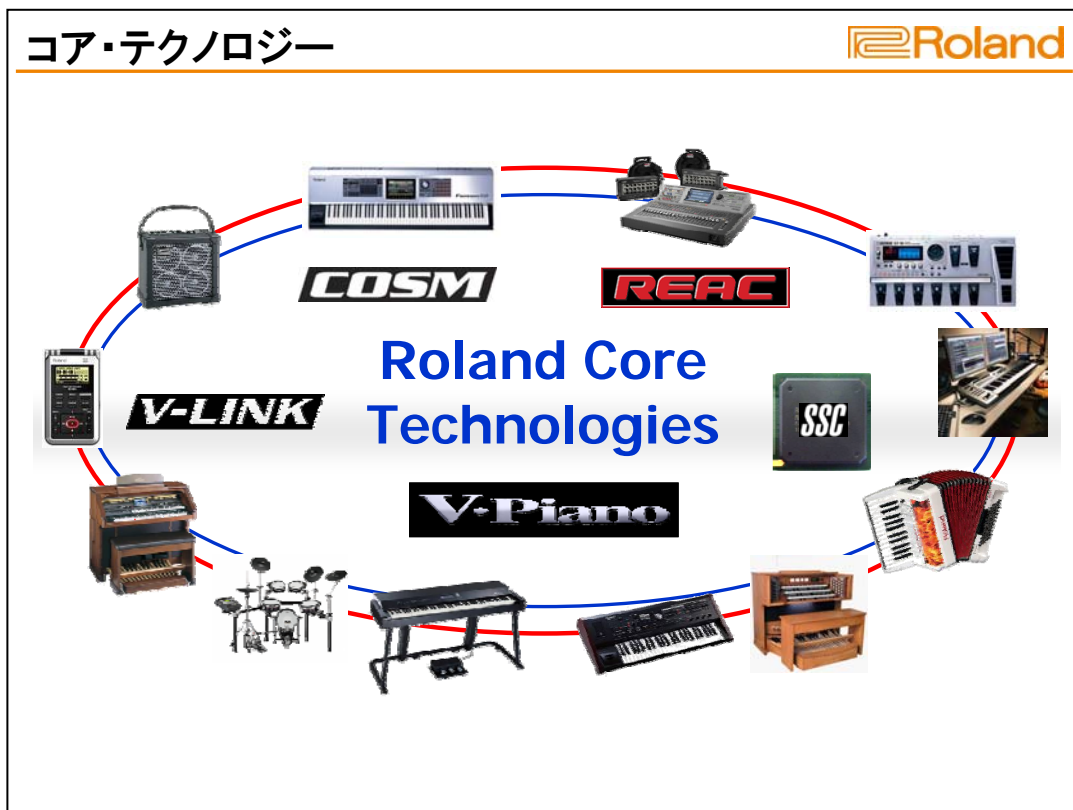 コア・テクノロジー
Roland
COSM
REAC
Roland Core
Technologies
V-LINK
SSC
V-Piano